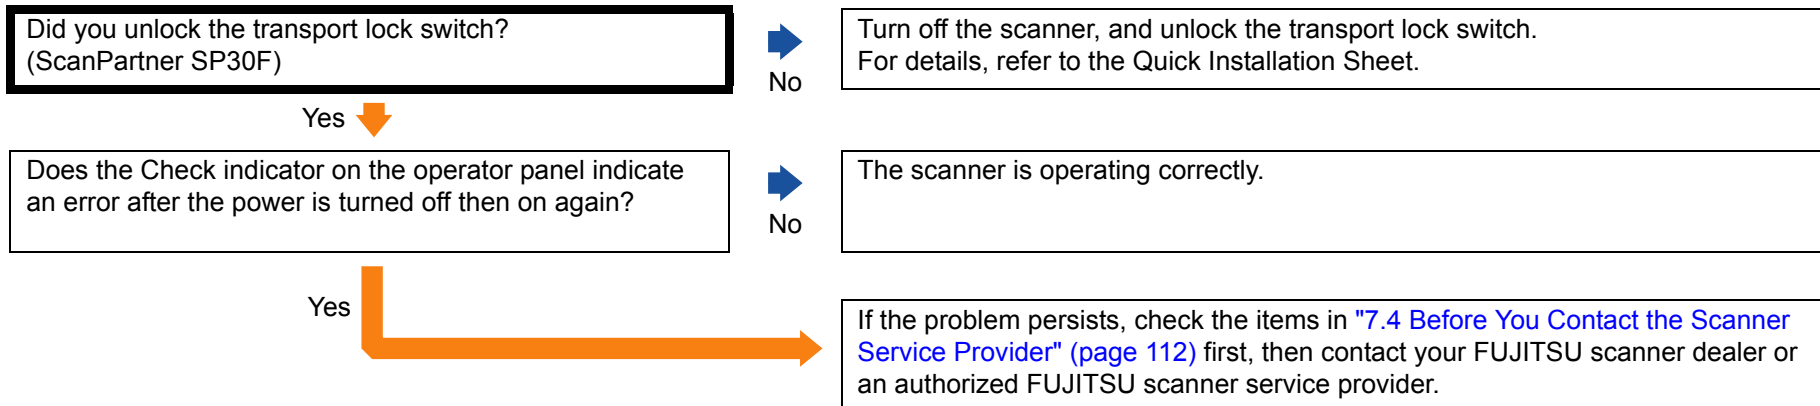 Did you unlock the transport lock switch?
(ScanPartner SP30F)
No
Turn off the scanner, and unlock the transport lock switch.
For details, refer to the Quick Installation Sheet.
Yes
Does the Check indicator on the operator panel indicate
an error after the power is turned off then on again?
No
The scanner is operating correctly.
Yes
If the problem persists, check the items in "7.4 Before You Contact the Scanner
Service Provider" (page 112) first, then contact your FUJITSU scanner dealer or
an authorized FUJITSU scanner service provider.